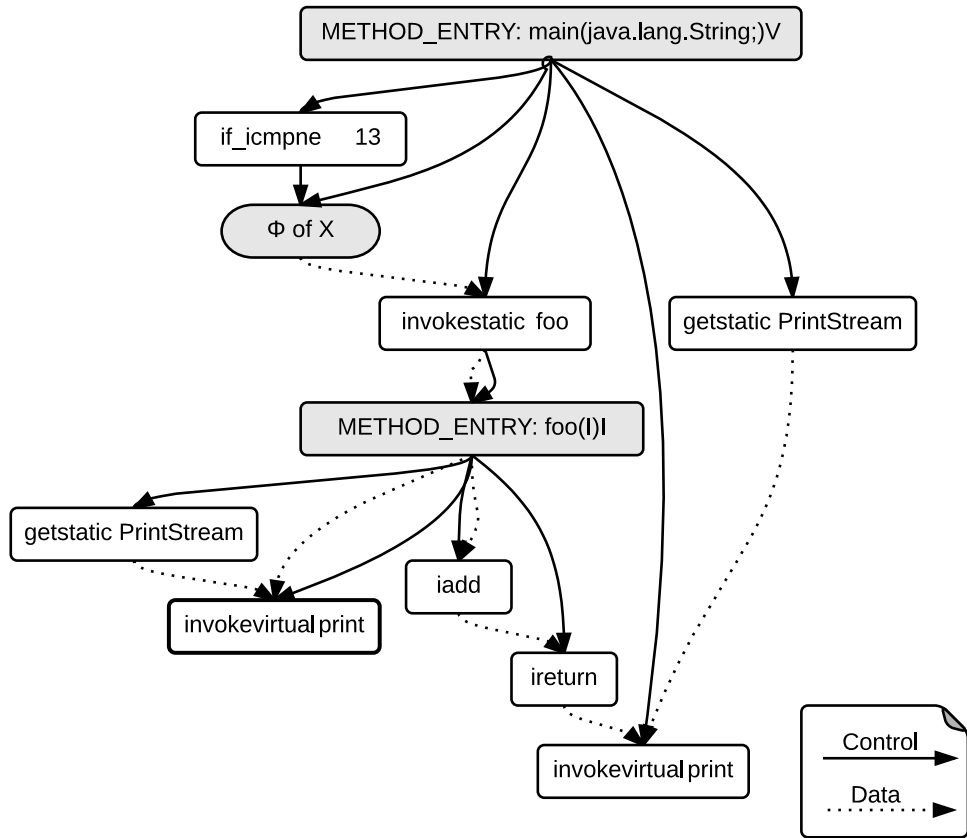 METHOD_ENTRY: main(java.lang.String;)V
if_icmpne 13
Φ of X
invokestatic foo
getstatic PrintStream
METHOD_ENTRY: foo(I)I
getstatic PrintStream
iadd
invokevirtual print
ireturn
invokevirtual print
Control
Data